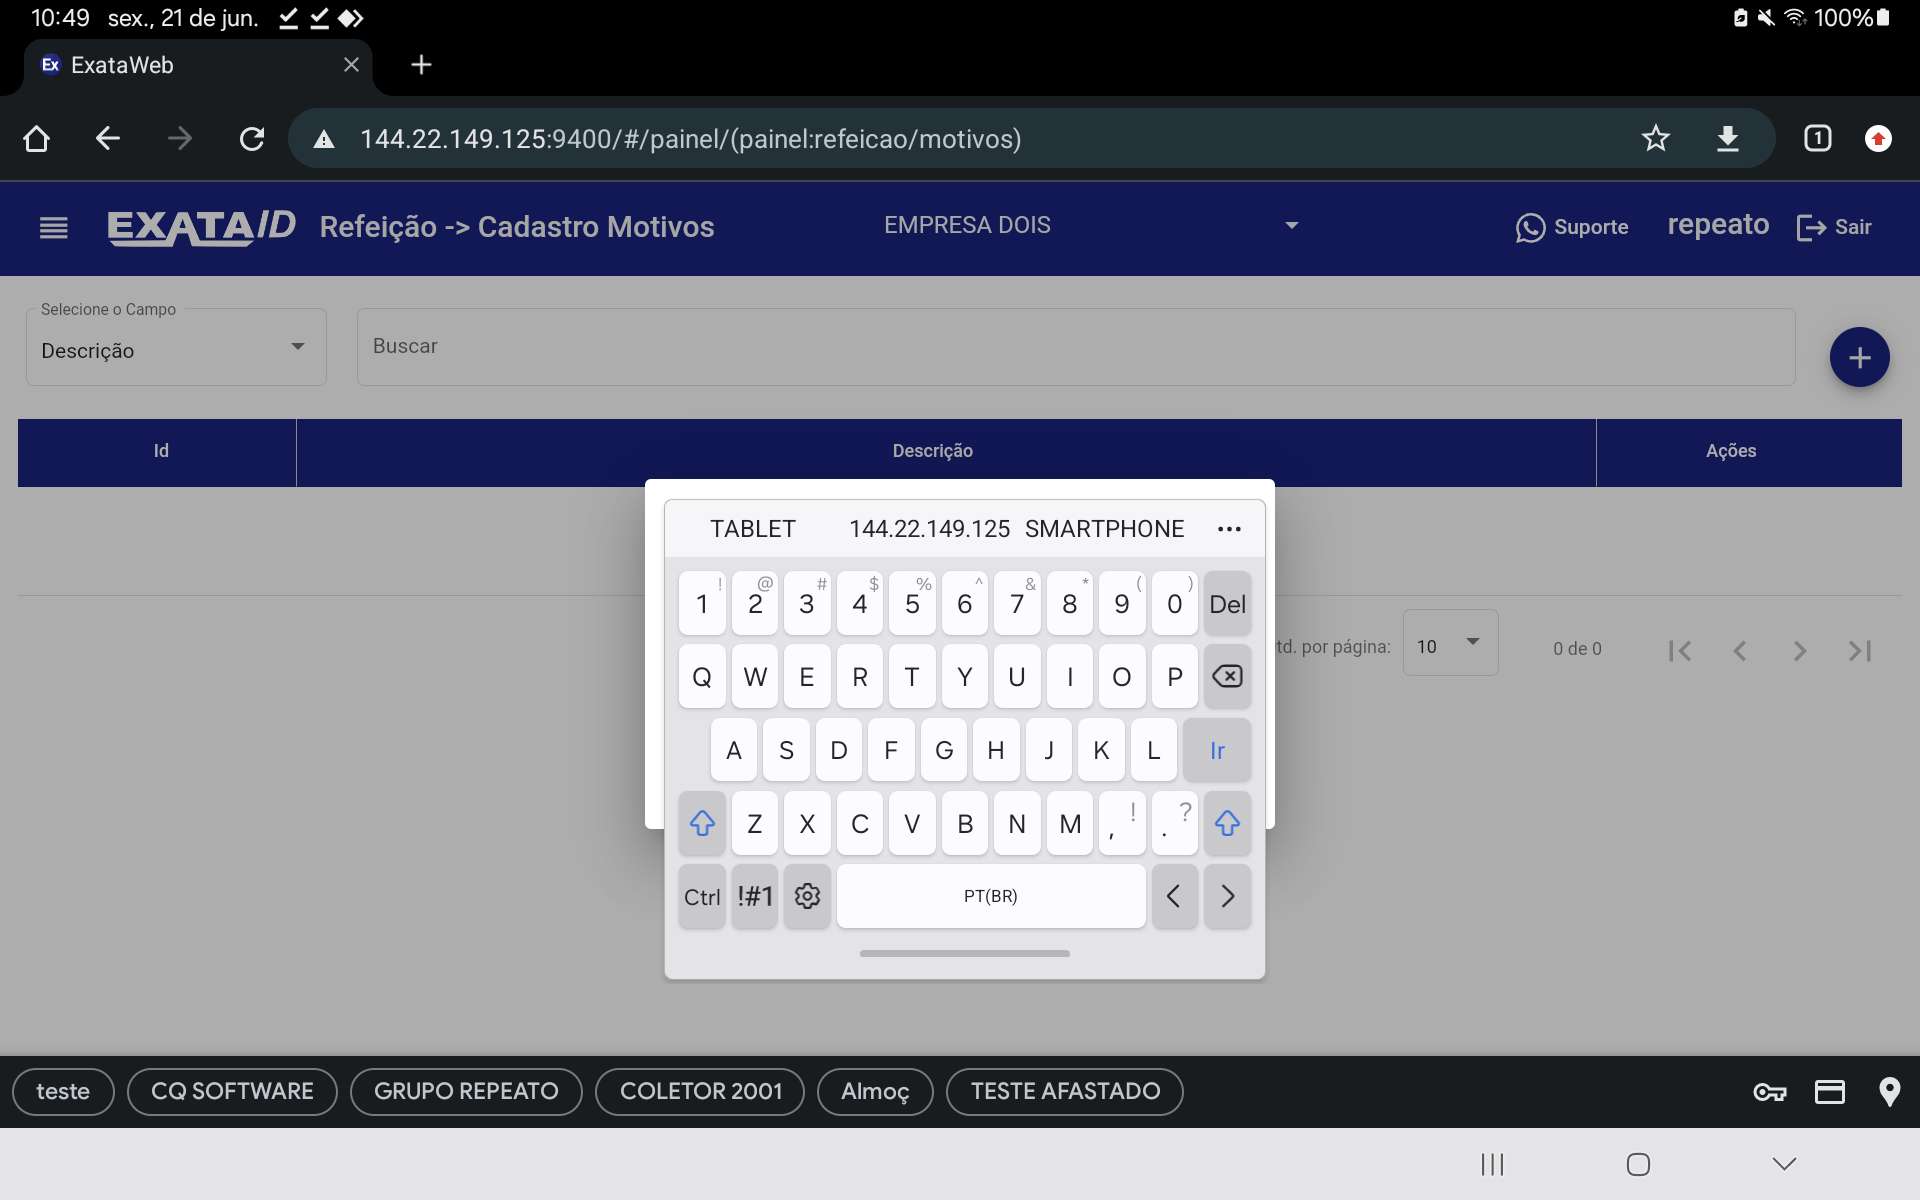 10:49 sex., 21 de jun. 100%
Ex ExataWeb
144.22.149.125:9400/#/painel/(painel:refeicao/motivos) 1
EXATAID Refeição -> Cadastro Motivos EMPRESA DOIS Suporte repeato Sair
Selecione o Campo
Descrição Buscar
Id Descrição Ações
TABLET 144.22.149.125 SMARTPHONE
! @ # $ % ^ & * ( )
1 2 3 4 5 6 7 8 9 0 Del
td. por página: 10 0 de 0
Q W E R T Y U I O P
A S D F G H J K L Ir
Z X C V B N M , ! . ?
Ctrl !#1 PT(BR)
teste CQ SOFTWARE GRUPO REPEATO COLETOR 2001 Almoç TESTE AFASTADO